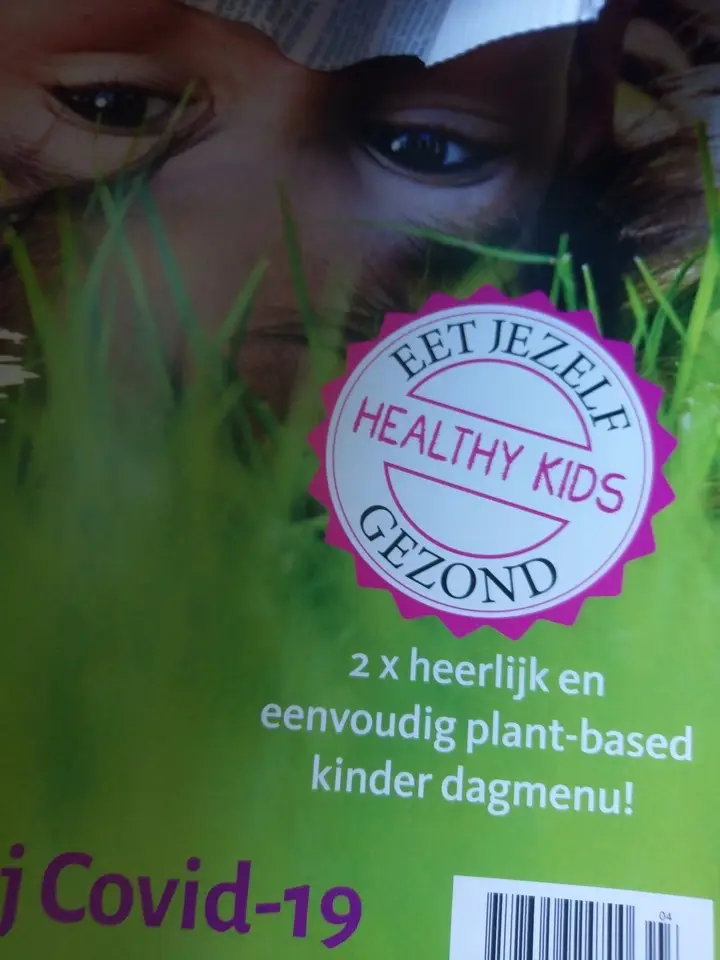 EET JEZELF
HEALTHY KIDS
GEZOND
2 x heerlijk en
eenvoudig plant-based
kinder dagmenu!
j Covid-19
04